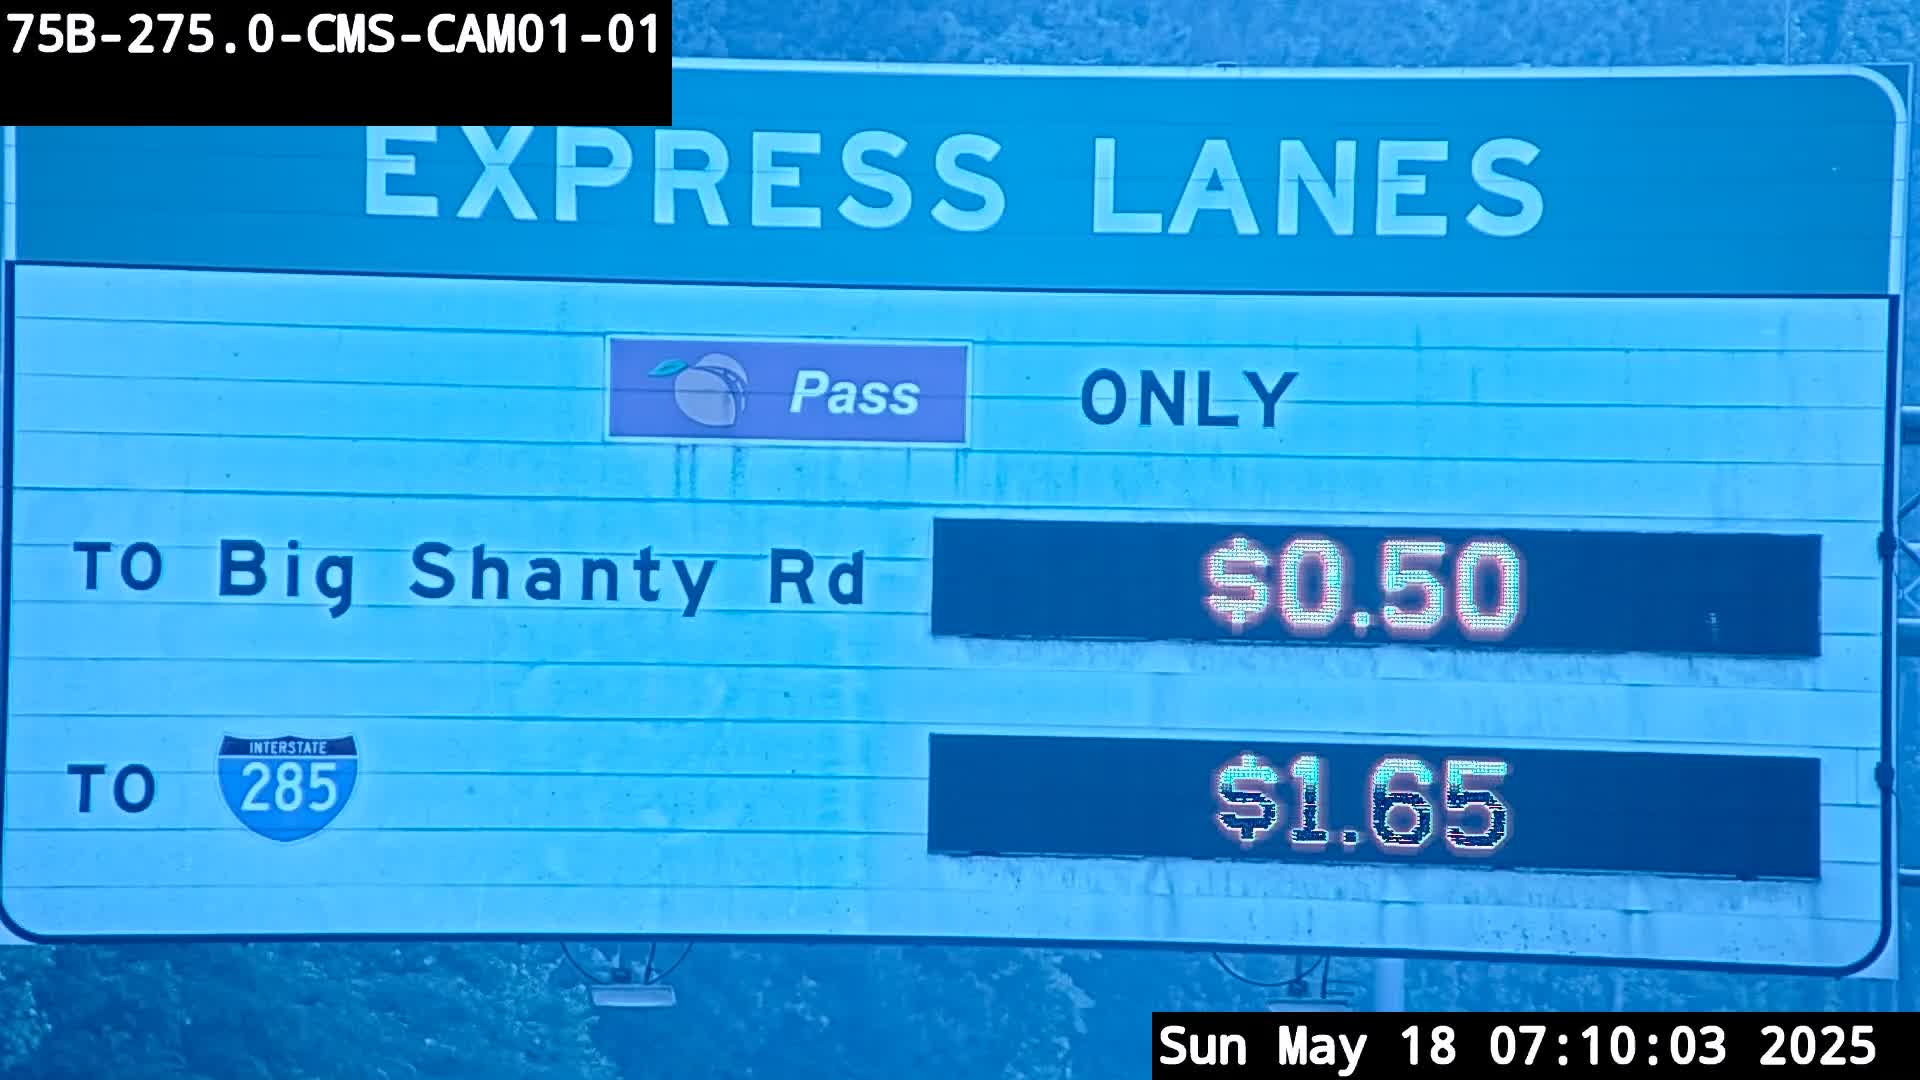 75B-275.0-CMS-CAM01-01
EXPRESS LANES
Pass ONLY
TO Big Shanty Rd $0.50
TO INTERSTATE 285 $1.65
Sun May 18 07:10:03 2025